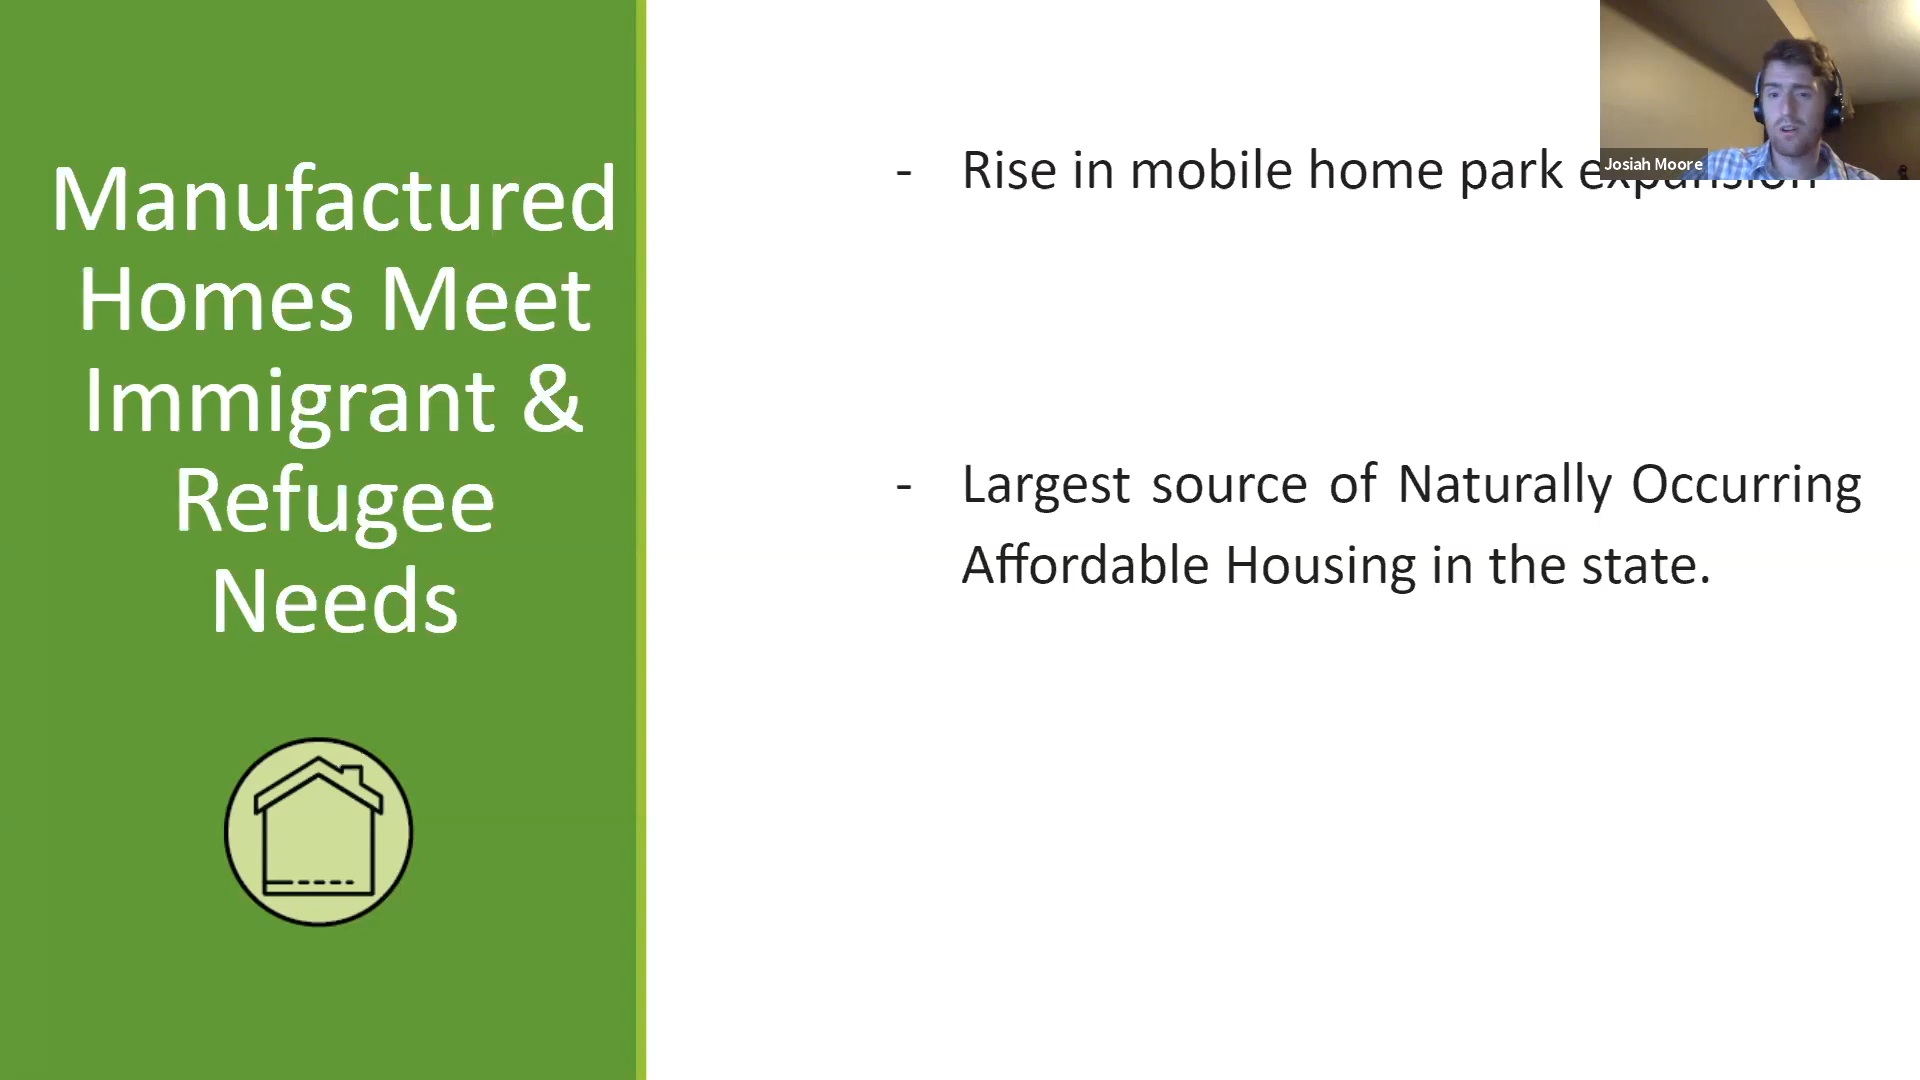 Manufactured
Homes Meet
Immigrant &
Refugee
Needs
- Rise in mobile home park expansion
- Largest source of Naturally Occurring
Affordable Housing in the state.
Josiah Moore